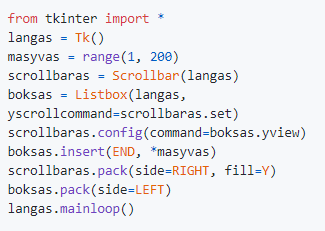 from tkinter import *
langas = Tk()
masyvas = range(1, 200)
scrollbaras = Scrollbar(langas)
boksas = Listbox(langas,
yscrollcommand=scrollbaras.set)
scrollbaras.config(command=boksas.yview)
boksas.insert(END, *masyvas)
scrollbaras.pack(side=RIGHT, fill=Y)
boksas.pack(side=LEFT)
langas.mainloop()